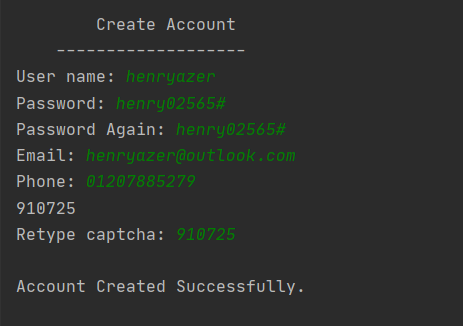 Create Account
-------------------
User name: henryazer
Password: henry02565#
Password Again: henry02565#
Email: henryazer@outlook.com
Phone: 01207885279
910725
Retype captcha: 910725
Account Created Successfully.